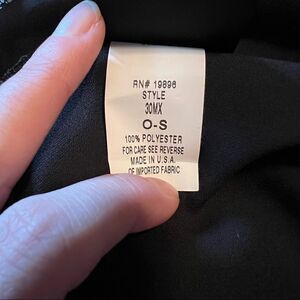 RN# 19896
STYLE
30MX
O-S
100% POLYESTER
FOR CARE SEE REVERSE
MADE IN U.S.A.
OF IMPORTED FABRIC